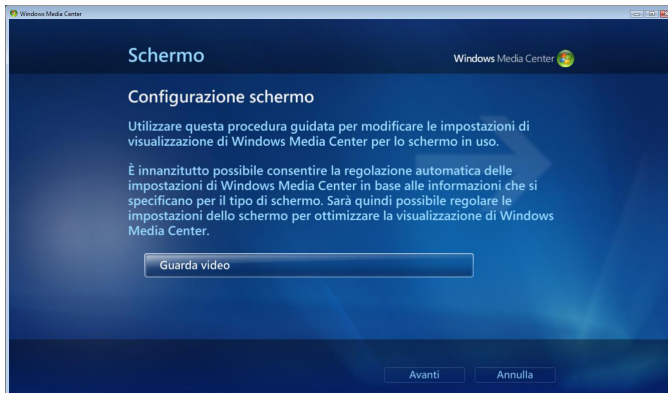 Windows Media Center
Schermo
Windows Media Center
Configurazione schermo
Utilizzare questa procedura guidata per modificare le impostazioni di
visualizzazione di Windows Media Center per lo schermo in uso.
È innanzitutto possibile consentire la regolazione automatica delle
impostazioni di Windows Media Center in base alle informazioni che si
specificano per il tipo di schermo. Sarà quindi possibile regolare le
impostazioni dello schermo per ottimizzare la visualizzazione di Windows
Media Center.
Guarda video
Avanti
Annulla